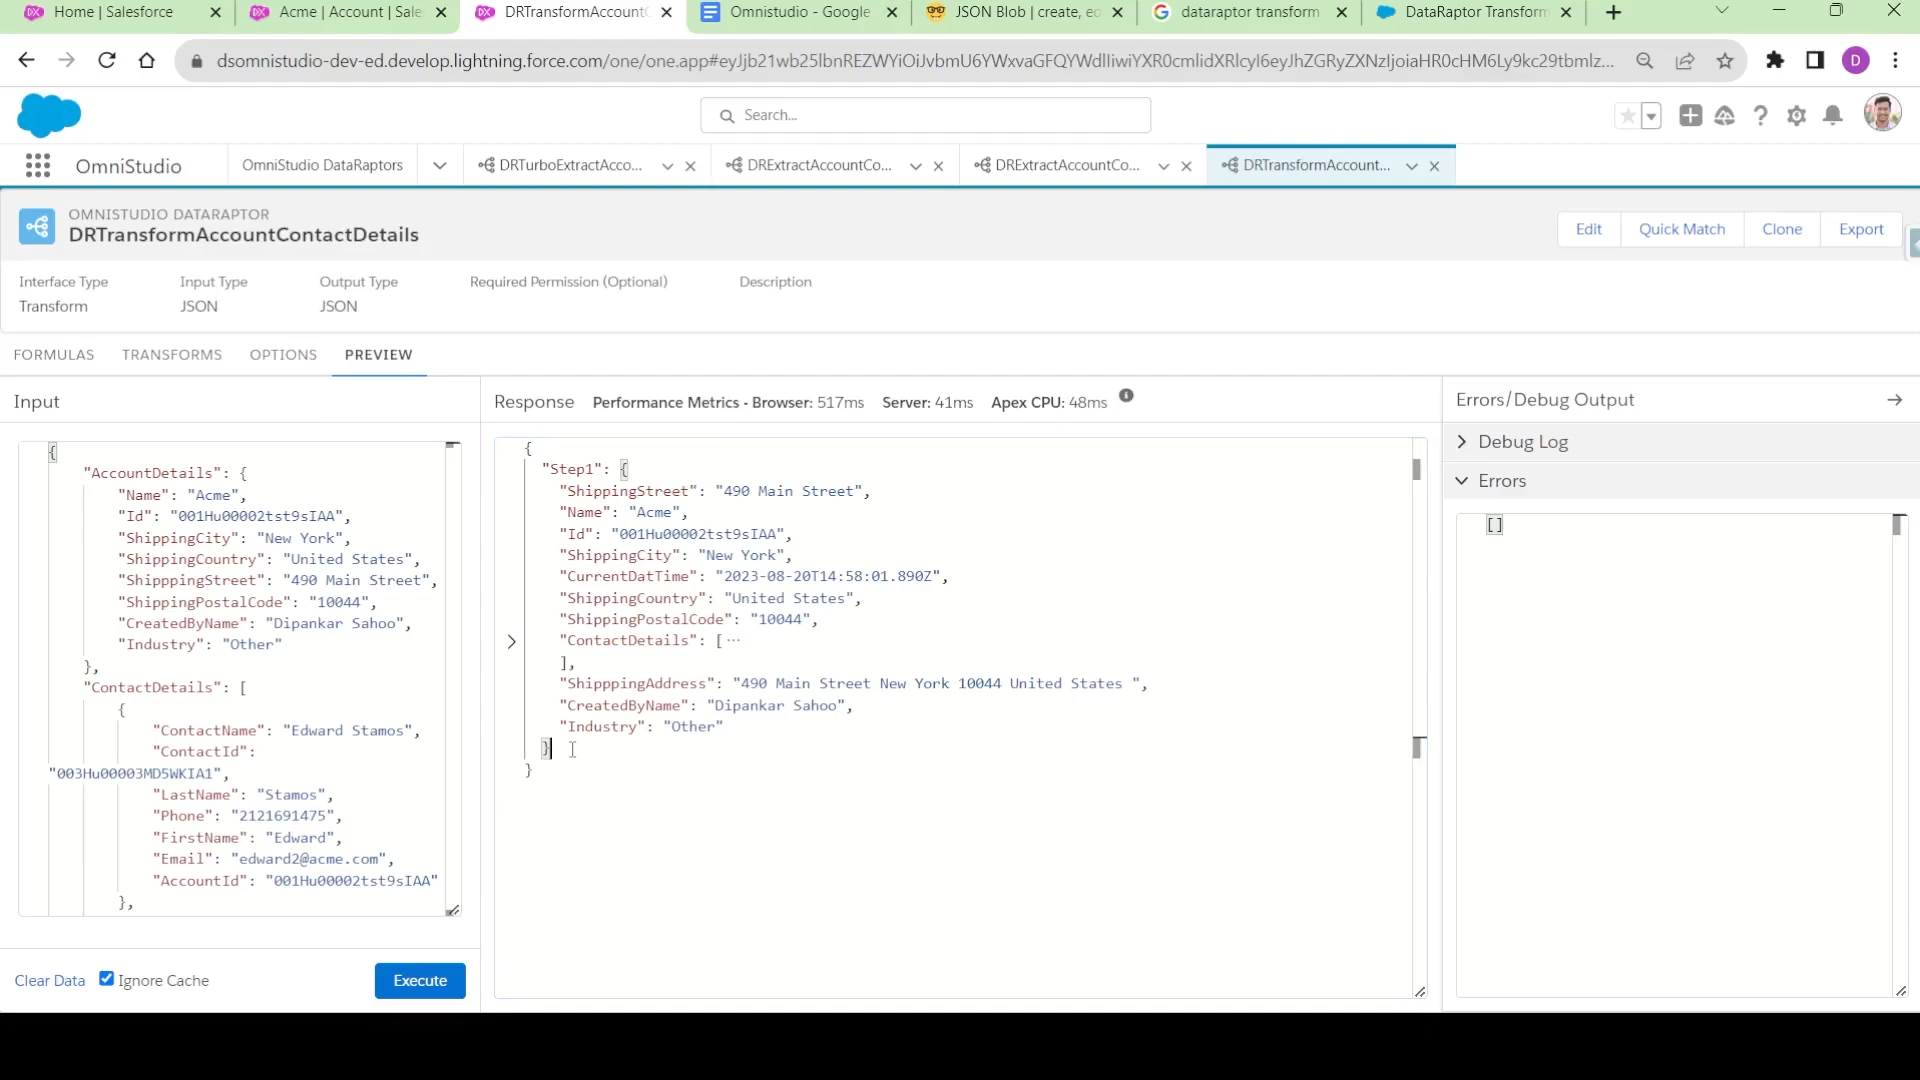 Home | Salesforce
Acme | Account | Sale
DRTransformAccountC
Omnistudio - Google
JSON Blob | create, ed
dataraptor transform
DataRaptor Transform
dsomnistudio-dev-ed.develop.lightning.force.com/one/one.app#eyJjb21wb25lbnREZWYiOiJvbmU6YWxvaGFQYWdlIiwiYXR0cmlidXRlcyI6eyJhZGRyZXNzIjoiaHR0cHM6Ly9kc29tbmlz...
D
Search...
OmniStudio
OmniStudio DataRaptors
DRTurboExtractAcco...
DRExtractAccountCo...
DRExtractAccountCo...
DRTransformAccount...
OMNISTUDIO DATARAPTOR
DRTransformAccountContactDetails
Edit
Quick Match
Clone
Export
Interface Type
Input Type
Output Type
Required Permission (Optional)
Description
Transform
JSON
JSON
FORMULAS
TRANSFORMS
OPTIONS
PREVIEW
Input
{
"AccountDetails": {
"Name": "Acme",
"Id": "001Hu00002tst9sIAA",
"ShippingCity": "New York",
"ShippingCountry": "United States",
"ShipppingStreet": "490 Main Street",
"ShippingPostalCode": "10044",
"CreatedByName": "Dipankar Sahoo",
"Industry": "Other"
},
"ContactDetails": [
{
"ContactName": "Edward Stamos",
"ContactId":
"003Hu00003MD5WKIA1",
"LastName": "Stamos",
"Phone": "2121691475",
"FirstName": "Edward",
"Email": "edward2@acme.com",
"AccountId": "001Hu00002tst9sIAA"
},
Clear Data
Ignore Cache
Execute
Response
Performance Metrics - Browser: 517ms
Server: 41ms
Apex CPU: 48ms
{
"Step1": {
"ShippingStreet": "490 Main Street",
"Name": "Acme",
"Id": "001Hu00002tst9sIAA",
"ShippingCity": "New York",
"CurrentDatTime": "2023-08-20T14:58:01.890Z",
"ShippingCountry": "United States",
"ShippingPostalCode": "10044",
"ContactDetails": [ ...
],
"ShipppingAddress": "490 Main Street New York 10044 United States ",
"CreatedByName": "Dipankar Sahoo",
"Industry": "Other"
}
}
Errors/Debug Output
Debug Log
Errors
[]